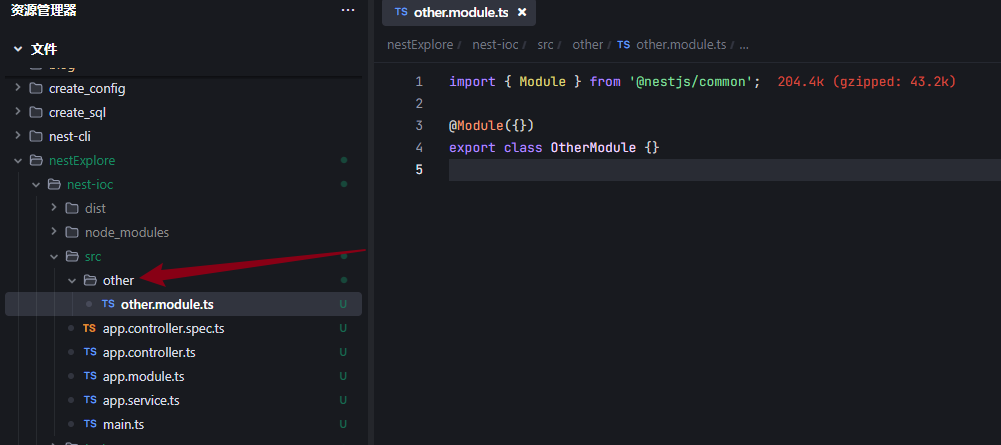 资源管理器
...
文件
blog
create_config
create_sql
nest-cli
nestExplore
nest-ioc
dist
node_modules
src
other
TS other.module.ts U
TS app.controller.spec.ts U
TS app.controller.ts U
TS app.module.ts U
TS app.service.ts U
TS main.ts U
TS other.module.ts ×
nestExplore / nest-ioc / src / other / TS other.module.ts / ...
1 import { Module } from '@nestjs/common'; 204.4k (gzipped: 43.2k)
2
3 @Module({})
4 export class OtherModule {}
5